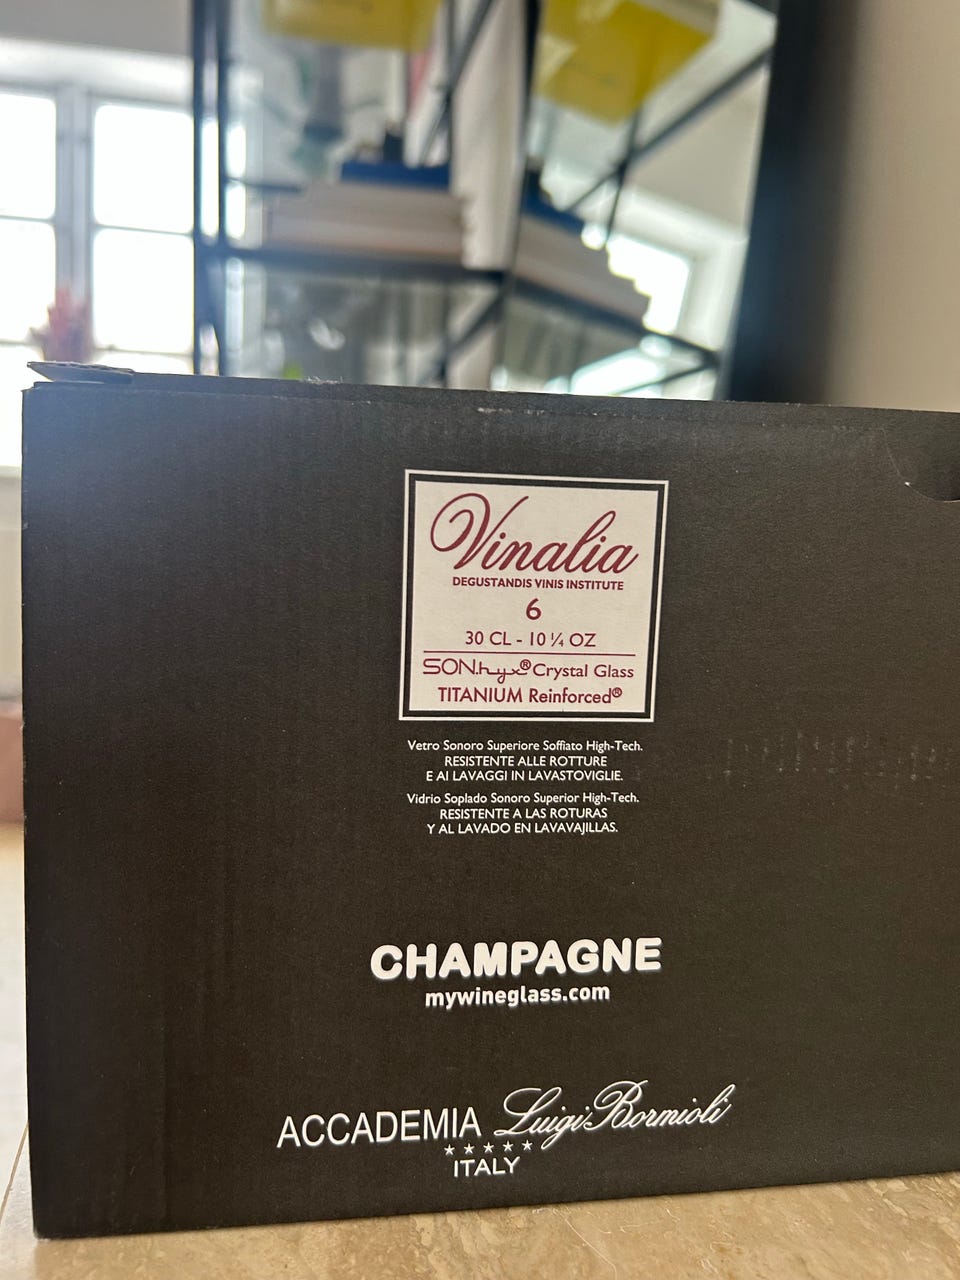 Vinalia
DEGUSTANDIS VINIS INSTITUTE
6
30 CL - 10 ¼ OZ
SON.hyx® Crystal Glass
TITANIUM Reinforced®
Vetro Sonoro Superiore Soffiato High-Tech.
RESISTENTE ALLE ROTTURE
E AI LAVAGGI IN LAVASTOVIGLIE.
Vidrio Soplado Sonoro Superior High-Tech.
RESISTENTE A LAS ROTURAS
Y AL LAVADO EN LAVAVAJILLAS.
CHAMPAGNE
mywineglass.com
ACCADEMIA Luigi Bormioli
ITALY